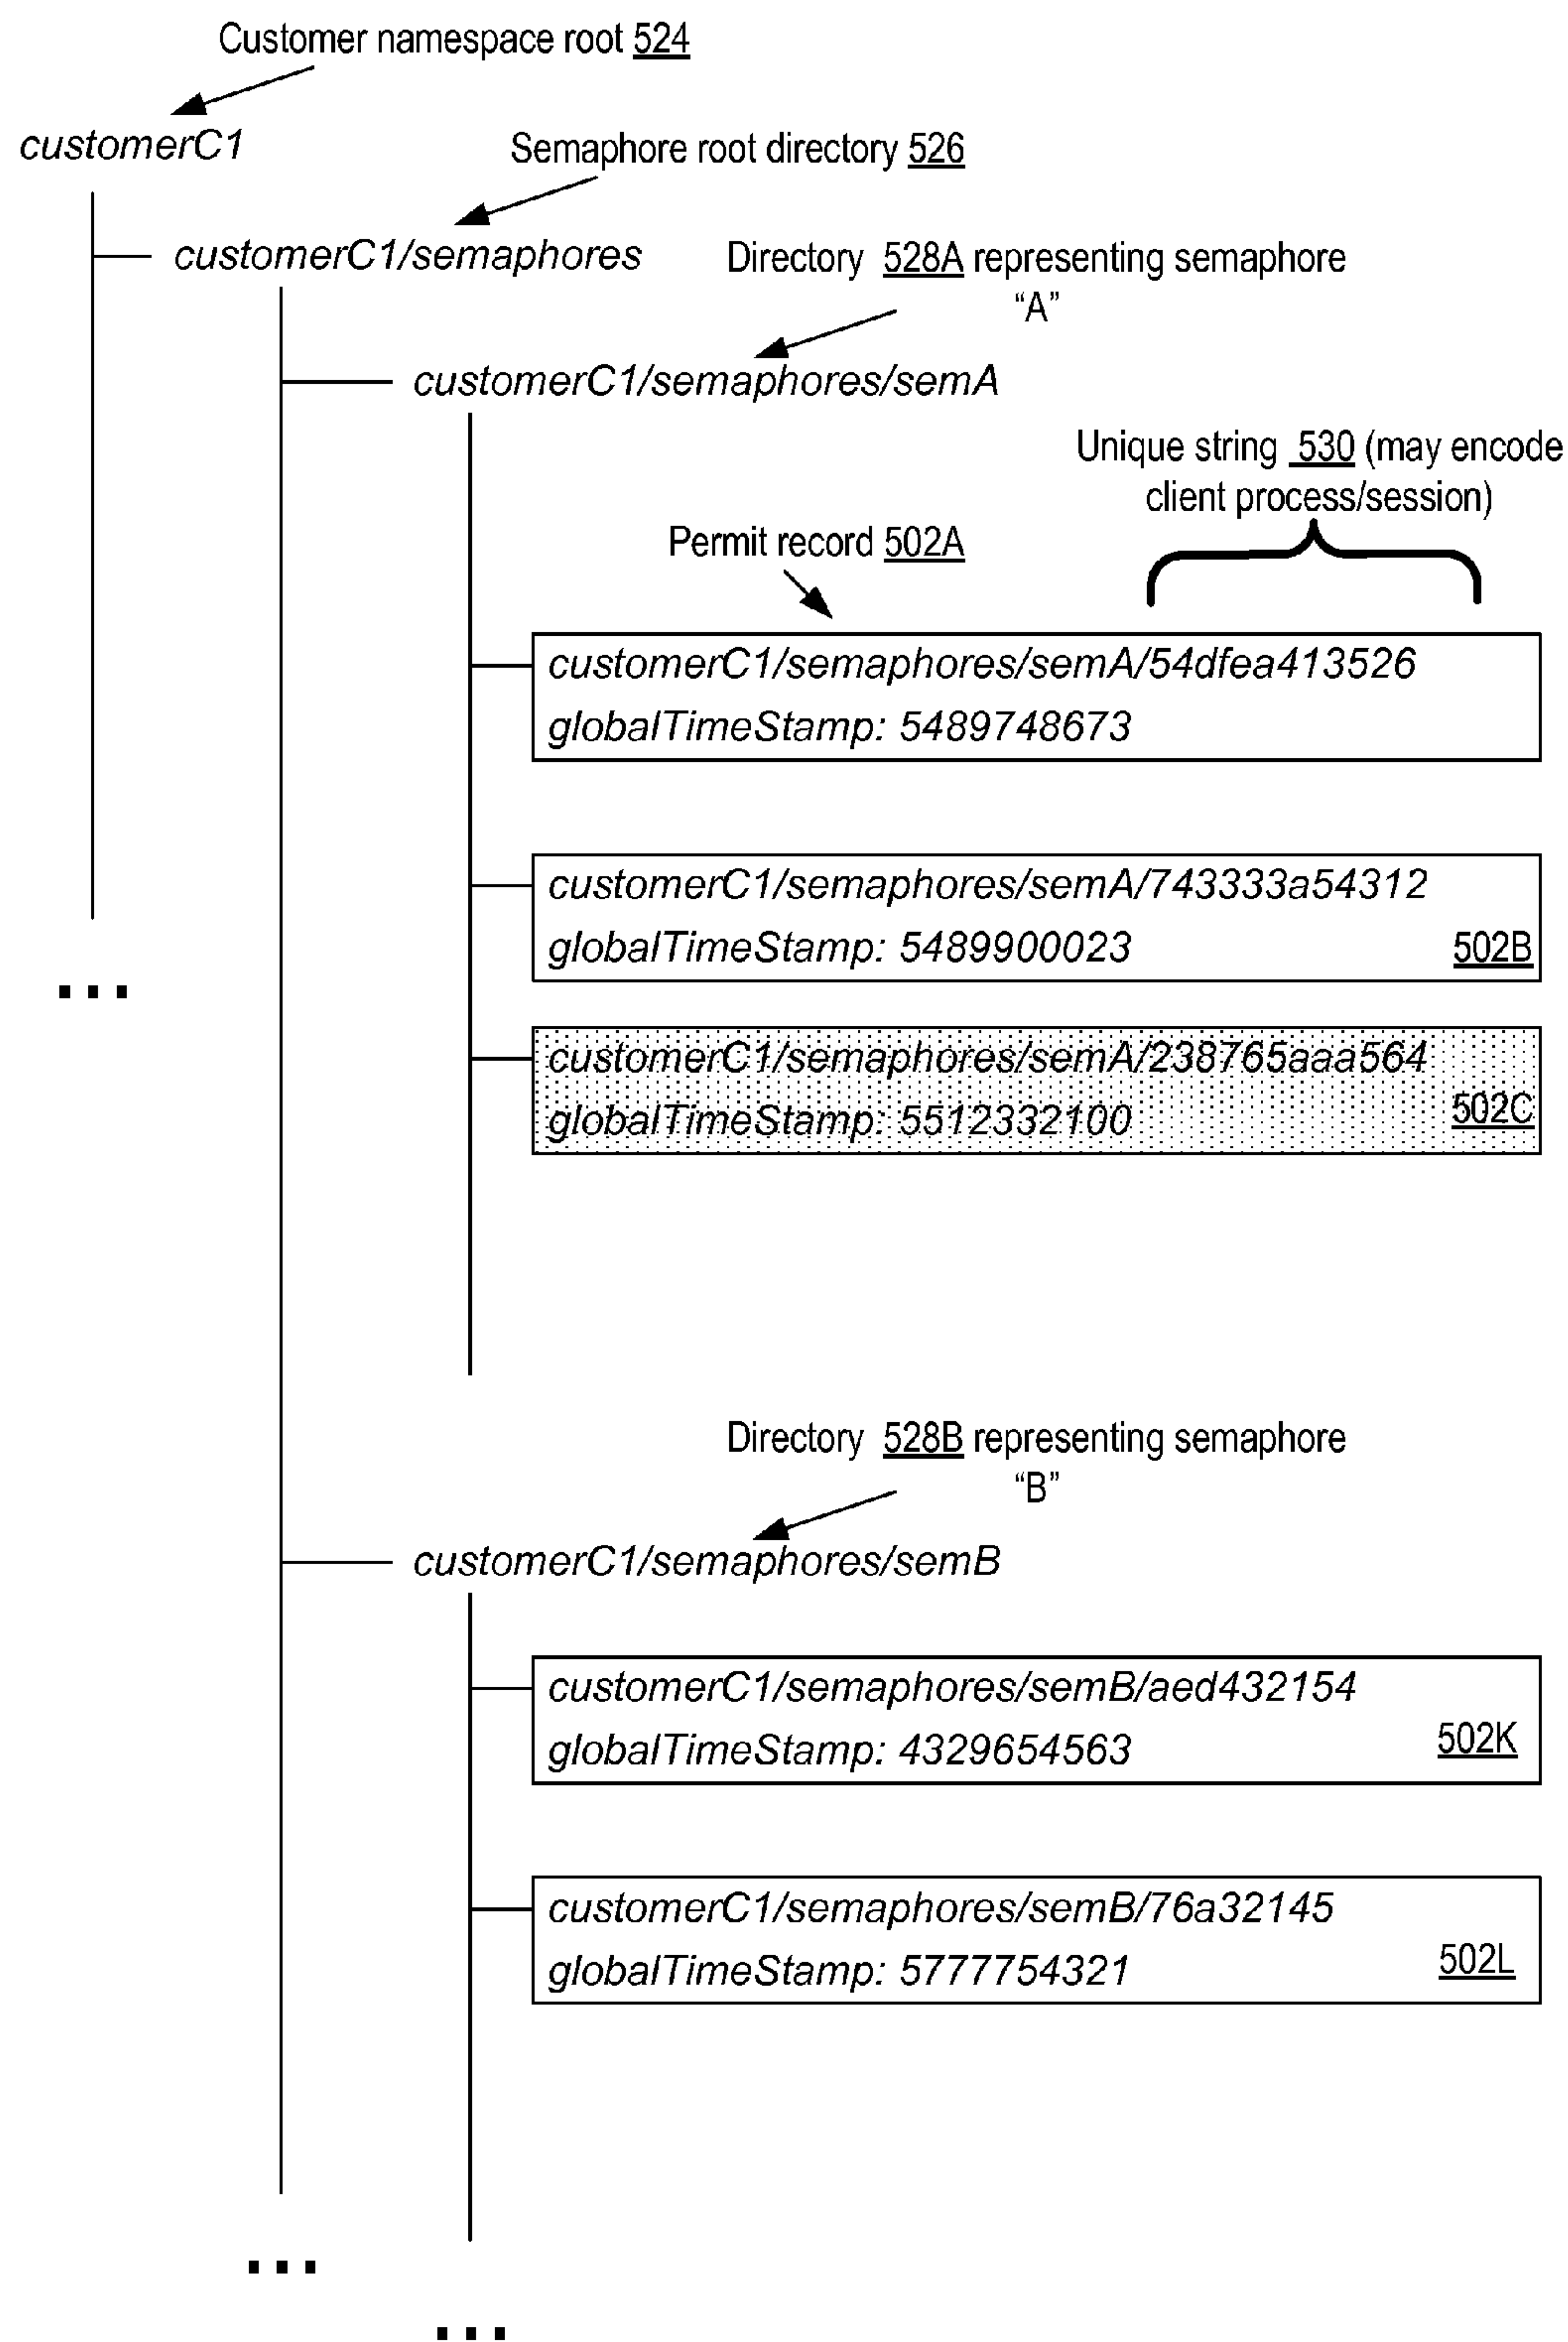 Customer namespace root 524
customerC1
Semaphore root directory 526
customerC1/semaphores
Directory 528A representing semaphore
“A”
customerC1/semaphores/semA
Unique string 530 (may encode
client process/session)
Permit record 502A
customerC1/semaphores/semA/54dfea413526
globalTimeStamp: 5489748673
customerC1/semaphores/semA/743333a54312
globalTimeStamp: 5489900023
502B
...
customerC1/semaphores/semA/238765aaa564
globalTimeStamp: 5512332100
502C
Directory 528B representing semaphore
“B”
customerC1/semaphores/semB
customerC1/semaphores/semB/aed432154
globalTimeStamp: 4329654563
502K
customerC1/semaphores/semB/76a32145
globalTimeStamp: 5777754321
502L
...
...